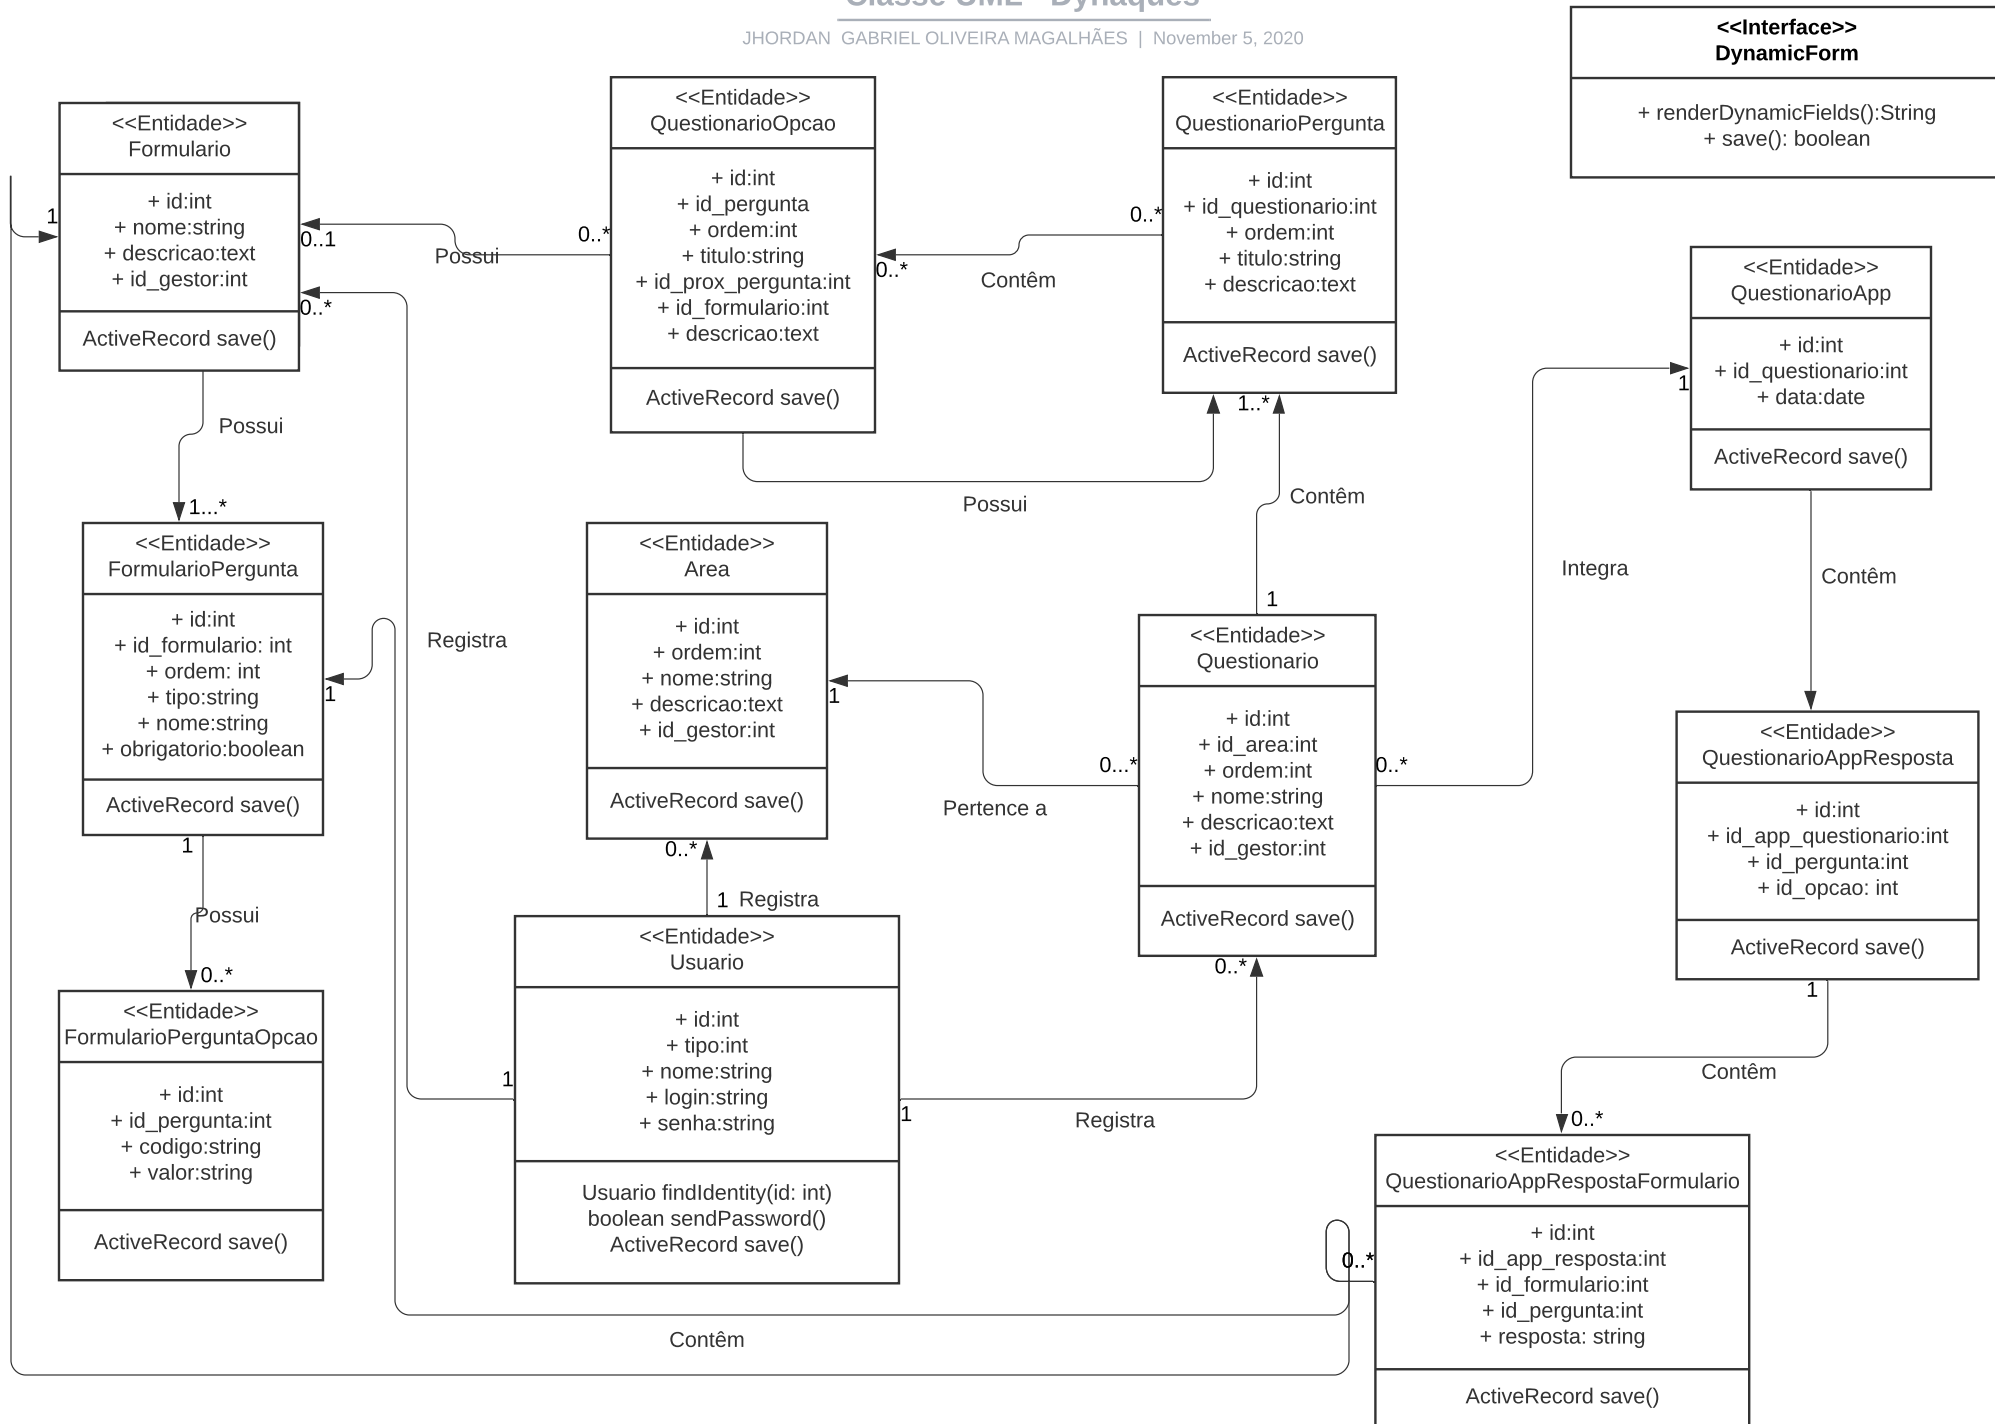 Classe UML - Dynaques
JHORDAN GABRIEL OLIVEIRA MAGALHÃES | November 5, 2020
<<Interface>>
DynamicForm
+ renderDynamicFields():String
+ save(): boolean
<<Entidade>>
Formulario
+ id:int
+ nome:string
+ descricao:text
+ id_gestor:int
ActiveRecord save()
1
0..1
0..*
Possui
<<Entidade>>
QuestionarioOpcao
+ id:int
+ id_pergunta
+ ordem:int
+ titulo:string
+ id_prox_pergunta:int
+ id_formulario:int
+ descricao:text
ActiveRecord save()
0..*
0..*
Contêm
0..*
<<Entidade>>
QuestionarioPergunta
+ id:int
+ id_questionario:int
+ ordem:int
+ titulo:string
+ descricao:text
ActiveRecord save()
1..*
Possui
Contêm
1
<<Entidade>>
QuestionarioApp
+ id:int
+ id_questionario:int
+ data:date
ActiveRecord save()
1
Integra
Contêm
Possui
1...*
<<Entidade>>
FormularioPergunta
+ id:int
+ id_formulario: int
+ ordem: int
+ tipo:string
+ nome:string
+ obrigatorio:boolean
ActiveRecord save()
1
1
Registra
<<Entidade>>
Area
+ id:int
+ ordem:int
+ nome:string
+ descricao:text
+ id_gestor:int
ActiveRecord save()
1
0..*
1 Registra
Pertence a
0...*
<<Entidade>>
Questionario
+ id:int
+ id_area:int
+ ordem:int
+ nome:string
+ descricao:text
+ id_gestor:int
ActiveRecord save()
0..*
0..*
<<Entidade>>
QuestionarioAppResposta
+ id:int
+ id_app_questionario:int
+ id_pergunta:int
+ id_opcao: int
ActiveRecord save()
1
Contêm
0..*
Possui
0..*
<<Entidade>>
FormularioPerguntaOpcao
+ id:int
+ id_pergunta:int
+ codigo:string
+ valor:string
ActiveRecord save()
<<Entidade>>
Usuario
+ id:int
+ tipo:int
+ nome:string
+ login:string
+ senha:string
Usuario findIdentity(id: int)
boolean sendPassword()
ActiveRecord save()
1
1
Registra
<<Entidade>>
QuestionarioAppRespostaFormulario
+ id:int
+ id_app_resposta:int
+ id_formulario:int
+ id_pergunta:int
+ resposta: string
ActiveRecord save()
0..*
Contêm